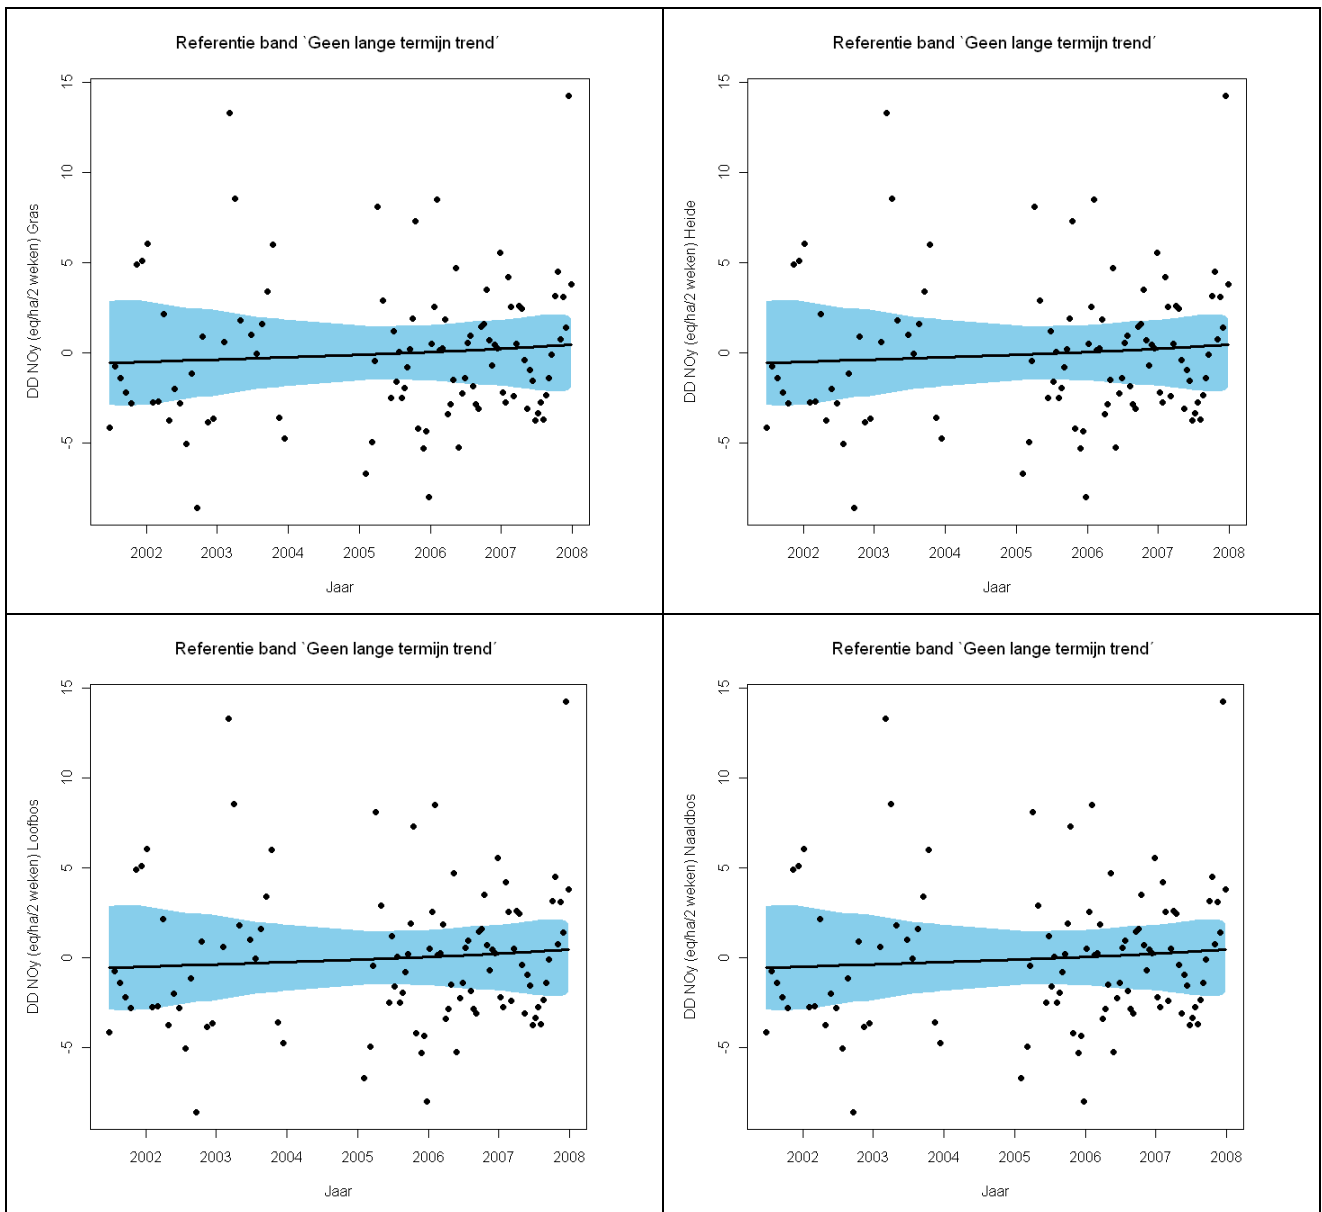 Referentie band `Geen lange termijn trend´
DD NOy (eq/ha/2 weken) Gras
15
10
5
0
-5
2002 2003 2004 2005 2006 2007 2008
Jaar
Referentie band `Geen lange termijn trend´
DD NOy (eq/ha/2 weken) Heide
15
10
5
0
-5
2002 2003 2004 2005 2006 2007 2008
Jaar
Referentie band `Geen lange termijn trend´
DD NOy (eq/ha/2 weken) Loofbos
15
10
5
0
-5
2002 2003 2004 2005 2006 2007 2008
Jaar
Referentie band `Geen lange termijn trend´
DD NOy (eq/ha/2 weken) Naaldbos
15
10
5
0
-5
2002 2003 2004 2005 2006 2007 2008
Jaar